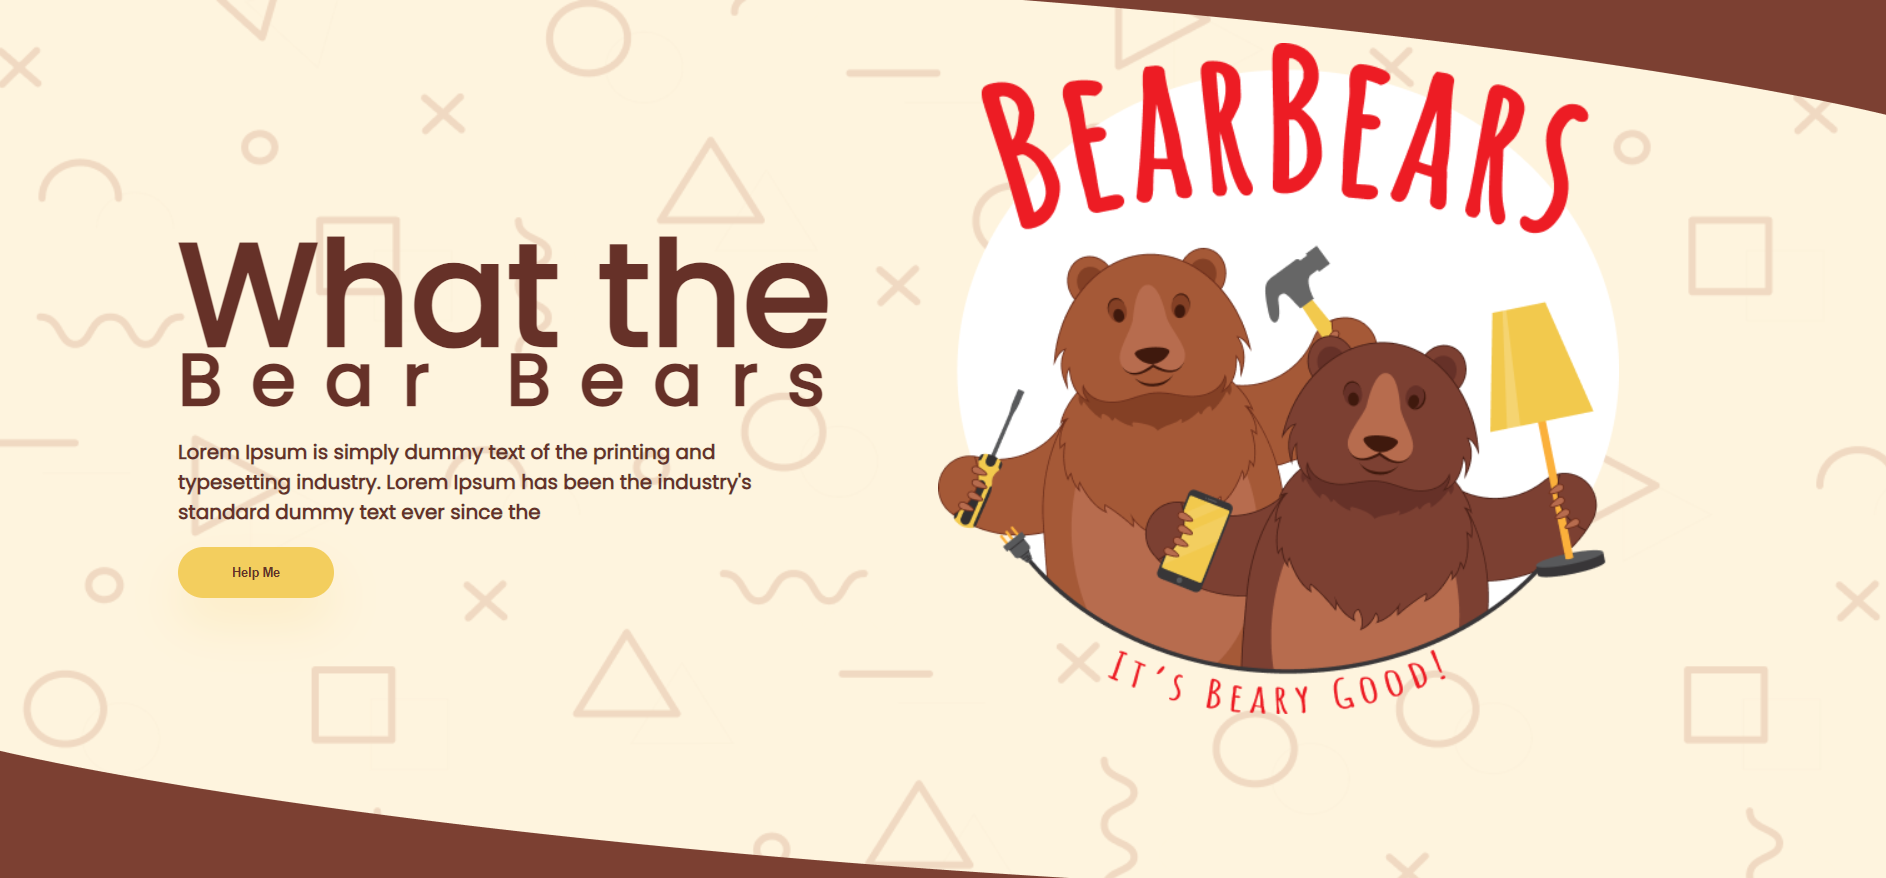 What the
Bear Bears
Lorem Ipsum is simply dummy text of the printing and
typesetting industry. Lorem Ipsum has been the industry's
standard dummy text ever since the
Help Me
BEARBEARS
IT'S BEARY GOOD!